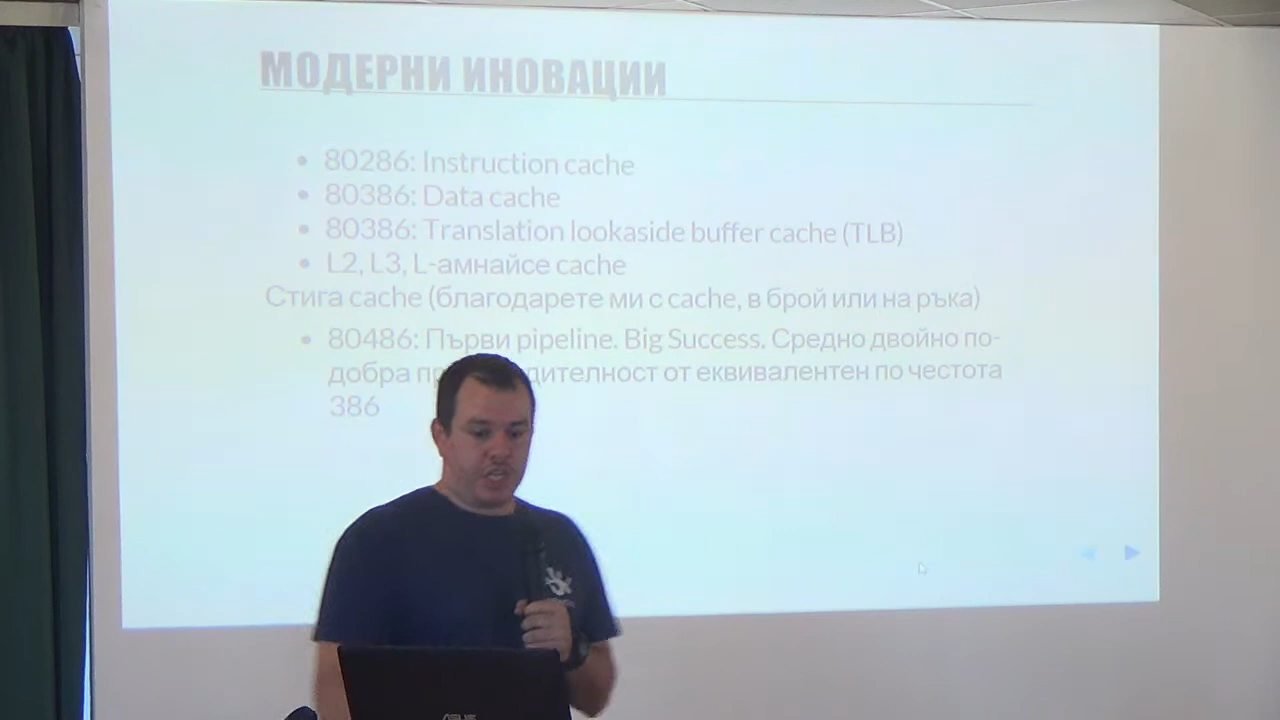 МОДЕРНИ ИНОВАЦИИ
80286: Instruction cache
80386: Data cache
80386: Translation lookaside buffer cache (TLB)
L2, L3, L-амнайсе cache
Стига cache (благодарете ми с cache, в брой или на ръка)
80486: Първи pipeline. Big Success. Средно двойно по-
добра от еквивалентен по честота
386
ASUS